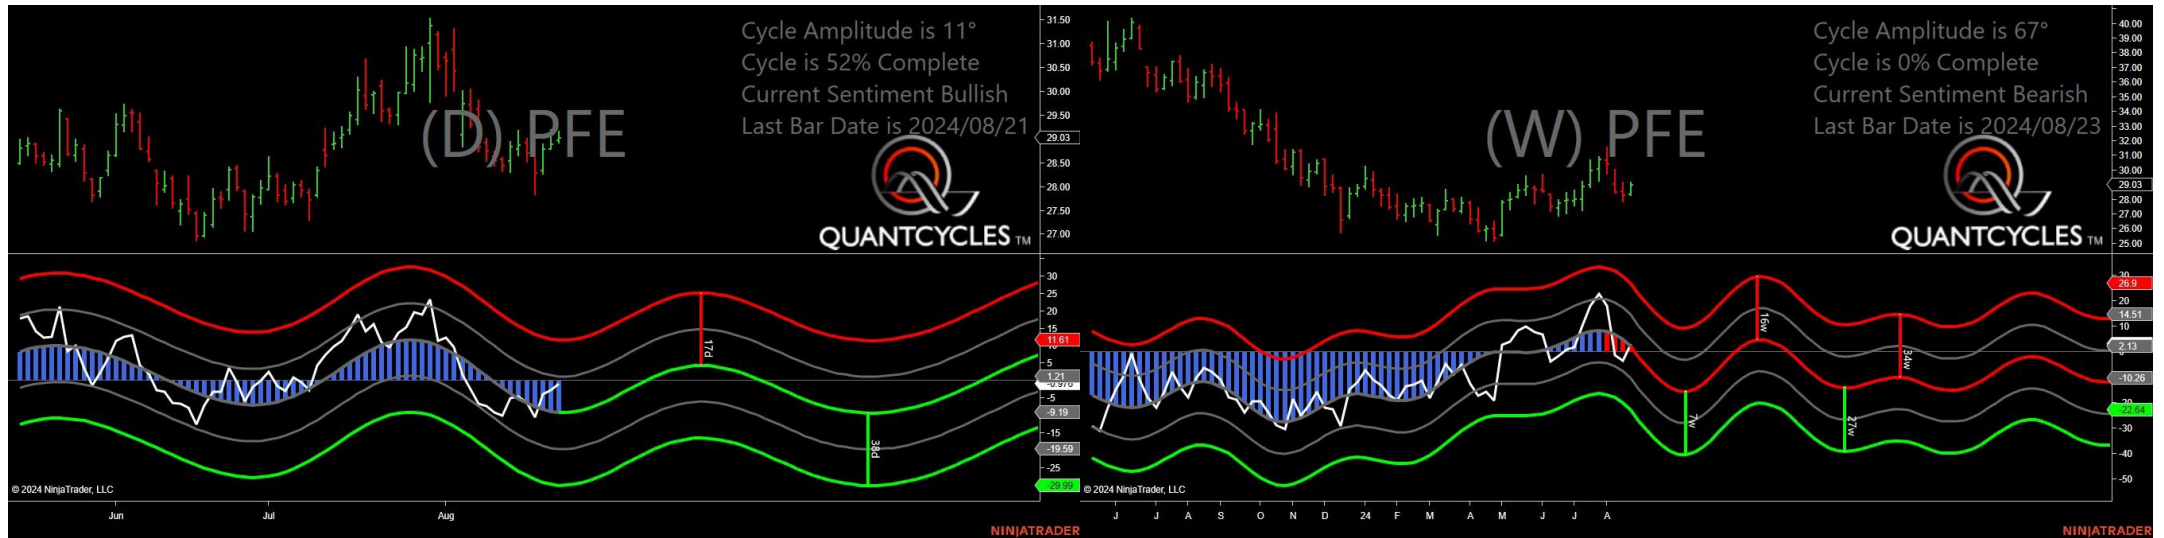 Cycle Amplitude is 11°
Cycle is 52% Complete
Current Sentiment Bullish
Last Bar Date is 2024/08/21
(D) PFE
QUANTCYCLES TM
31.50
31.00
30.50
30.00
29.50
29.03
28.50
28.00
27.50
27.00
30
25
20
15
11.61
5
1.21
-0.976
-5
-9.19
-15
-19.59
-25
-29.99
17d
38d
© 2024 NinjaTrader, LLC
Jun
Jul
Aug
NINJATRADER
Cycle Amplitude is 67°
Cycle is 0% Complete
Current Sentiment Bearish
Last Bar Date is 2024/08/23
(W) PFE
QUANTCYCLES TM
40.00
39.00
38.00
37.00
36.00
35.00
34.00
33.00
32.00
31.00
30.00
29.03
28.00
27.00
26.00
25.00
30
26.9
20
14.51
10
2.13
-10.26
-20
-22.64
-30
-40
-50
7w
16w
27w
34w
© 2024 NinjaTrader, LLC
J J A S O N D 24 F M A M J J A
NINJATRADER